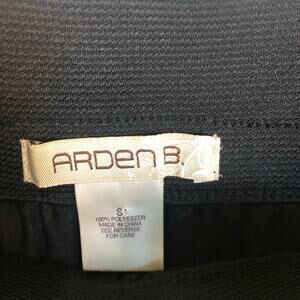 ARDEN B.
S
100% POLYESTER
MADE IN CHINA
SEE REVERSE
FOR CARE